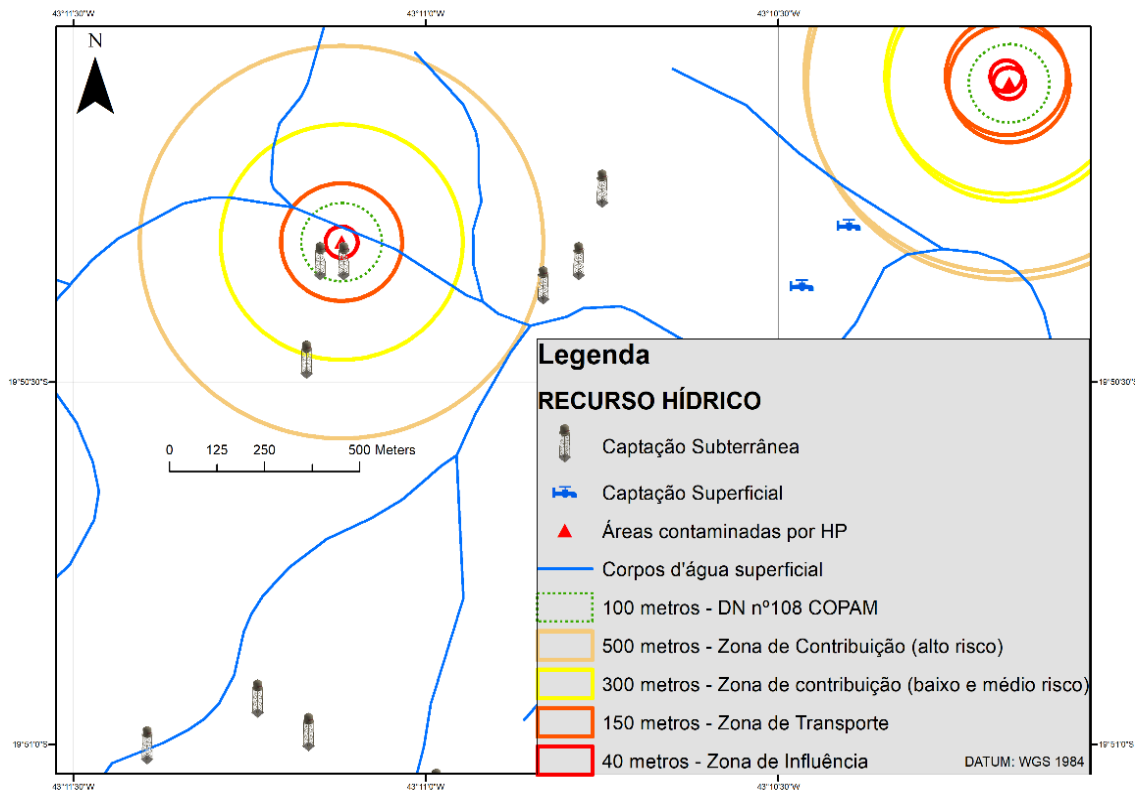 43°11'30"W 43°11'0"W 43°10'30"W
N
19°50'30"S 19°50'30"S
0 125 250 500 Meters
Legenda
RECURSO HÍDRICO
Captação Subterrânea
Captação Superficial
Áreas contaminadas por HP
Corpos d'água superficial
100 metros - DN nº108 COPAM
500 metros - Zona de Contribuição (alto risco)
300 metros - Zona de contribuição (baixo e médio risco)
150 metros - Zona de Transporte
40 metros - Zona de Influência
DATUM: WGS 1984
19°51'0"S 19°51'0"S
43°11'30"W 43°11'0"W 43°10'30"W